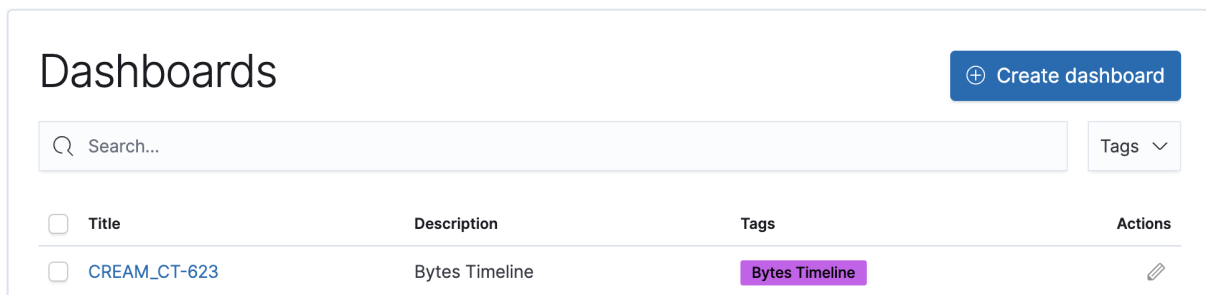 Dashboards
Create dashboard
Search...
Tags
Title Description Tags Actions
CREAM_CT-623 Bytes Timeline Bytes Timeline